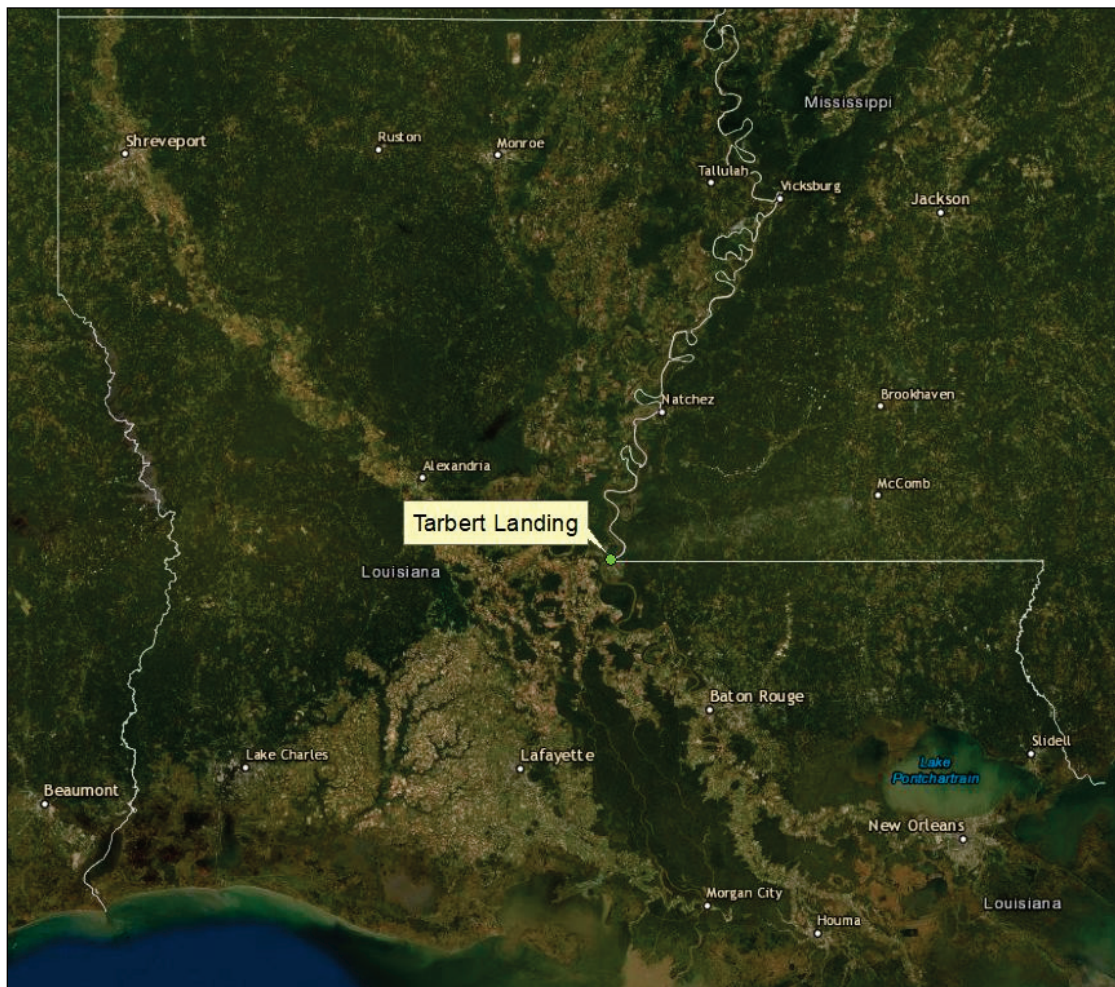 Mississippi
Shreveport
Ruston
Monroe
Tallulah
Vicksburg
Jackson
Natchez
Brookhaven
Alexandria
McComb
Tarbert Landing
Louisiana
Baton Rouge
Lake Charles
Lafayette
Slidell
Lake
Pontchartrain
Beaumont
New Orleans
Morgan City
Louisiana
Houma